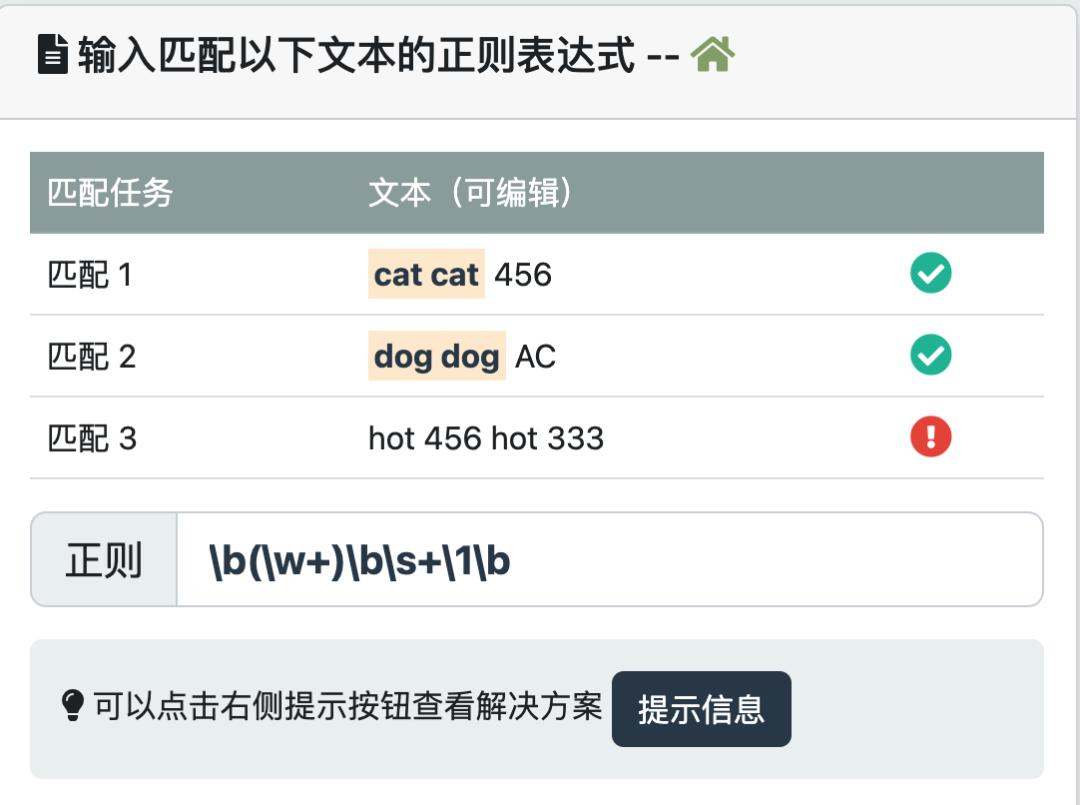 输入匹配以下文本的正则表达式 --
匹配任务 文本（可编辑）
匹配 1 cat cat 456
匹配 2 dog dog AC
匹配 3 hot 456 hot 333
正则 \b(\w+)\b\s+\1\b
可以点击右侧提示按钮查看解决方案 提示信息